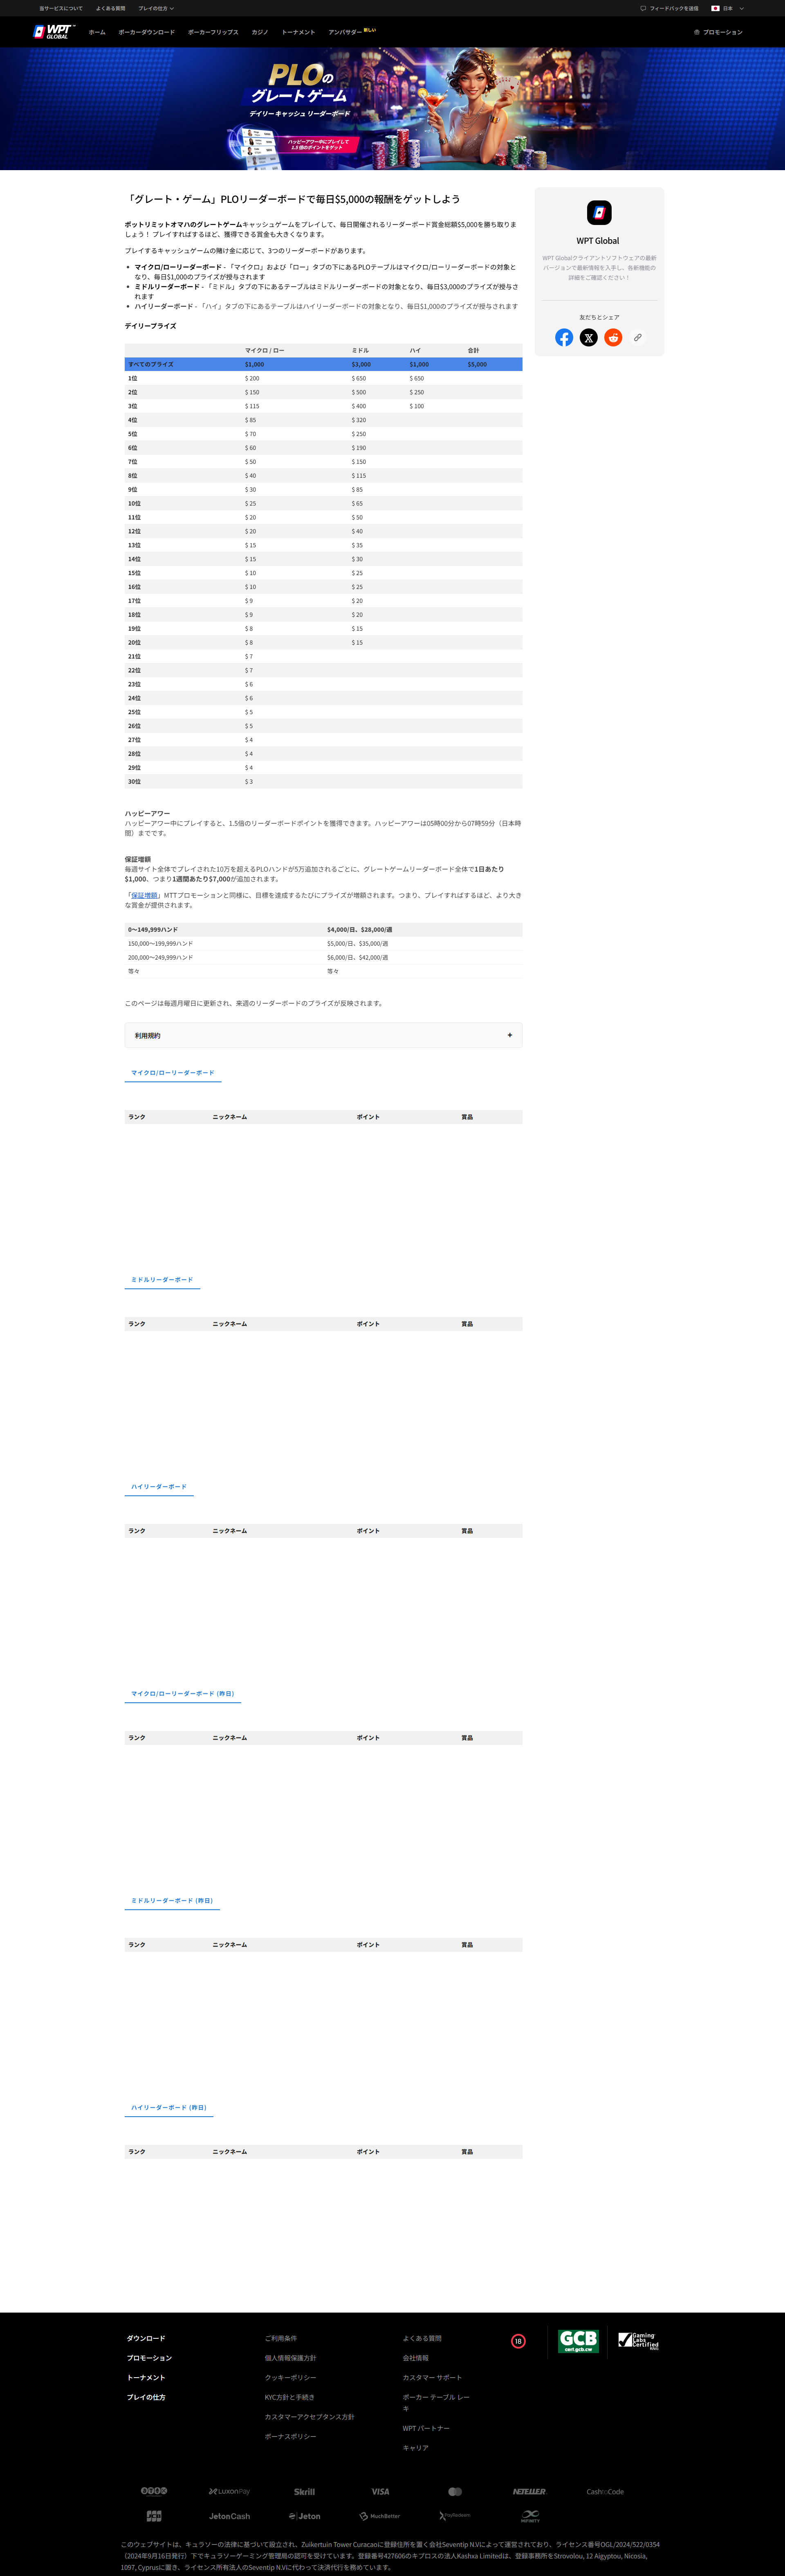 当サービスについて　よくある質問　プレイの仕方　フィードバックを送信　日本
WPT GLOBAL　ホーム　ポーカーダウンロード　ポーカーフリップス　カジノ　トーナメント　アンバサダー　新しい　プロモーション
PLOの
グレート ゲーム
デイリー キャッシュ リーダーボード
ハッピーアワー中にプレイして
1.5 倍のポイントをゲット
「グレート・ゲーム」PLOリーダーボードで毎日$5,000の報酬をゲットしよう
ポットリミットオマハのグレートゲームキャッシュゲームをプレイして、毎日開催されるリーダーボード賞金総額$5,000を勝ち取りま
しょう！ プレイすればするほど、獲得できる賞金も大きくなります。
プレイするキャッシュゲームの賭け金に応じて、3つのリーダーボードがあります。
マイクロ/ローリーダーボード - 「マイクロ」および「ロー」タブの下にあるPLOテーブルはマイクロ/ローリーダーボードの対象と
なり、毎日$1,000のプライズが授与されます
ミドルリーダーボード - 「ミドル」タブの下にあるテーブルはミドルリーダーボードの対象となり、毎日$3,000のプライズが授与さ
れます
ハイリーダーボード - 「ハイ」タブの下にあるテーブルはハイリーダーボードの対象となり、毎日$1,000のプライズが授与されます
デイリープライズ
マイクロ / ロー　ミドル　ハイ　合計
すべてのプライズ　$1,000　$3,000　$1,000　$5,000
1位　$ 200　$ 650　$ 650
2位　$ 150　$ 500　$ 250
3位　$ 115　$ 400　$ 100
4位　$ 85　$ 320
5位　$ 70　$ 250
6位　$ 60　$ 190
7位　$ 50　$ 150
8位　$ 40　$ 115
9位　$ 30　$ 85
10位　$ 25　$ 65
11位　$ 20　$ 50
12位　$ 20　$ 40
13位　$ 15　$ 35
14位　$ 15　$ 30
15位　$ 10　$ 25
16位　$ 10　$ 25
17位　$ 9　$ 20
18位　$ 9　$ 20
19位　$ 8　$ 15
20位　$ 8　$ 15
21位　$ 7
22位　$ 7
23位　$ 6
24位　$ 6
25位　$ 5
26位　$ 5
27位　$ 4
28位　$ 4
29位　$ 4
30位　$ 3
ハッピーアワー
ハッピーアワー中にプレイすると、1.5倍のリーダーボードポイントを獲得できます。ハッピーアワーは05時00分から07時59分（日本時
間）までです。
保証増額
毎週サイト全体でプレイされた10万を超えるPLOハンドが5万追加されるごとに、グレートゲームリーダーボード全体で1日あたり
$1,000、つまり1週間あたり$7,000が追加されます。
「保証増額」MTTプロモーションと同様に、目標を達成するたびにプライズが増額されます。つまり、プレイすればするほど、より大き
な賞金が提供されます。
0〜149,999ハンド　$4,000/日、$28,000/週
150,000〜199,999ハンド　$5,000/日、$35,000/週
200,000〜249,999ハンド　$6,000/日、$42,000/週
等々　等々
このページは毎週月曜日に更新され、来週のリーダーボードのプライズが反映されます。
利用規約　+
マイクロ/ローリーダーボード
ランク　ニックネーム　ポイント　賞品
ミドルリーダーボード
ランク　ニックネーム　ポイント　賞品
ハイリーダーボード
ランク　ニックネーム　ポイント　賞品
マイクロ/ローリーダーボード (昨日)
ランク　ニックネーム　ポイント　賞品
ミドルリーダーボード (昨日)
ランク　ニックネーム　ポイント　賞品
ハイリーダーボード (昨日)
ランク　ニックネーム　ポイント　賞品
WPT Global
WPT Globalクライアントソフトウェアの最新
バージョンで最新情報を入手し、各新機能の
詳細をご確認ください！
友だちとシェア
ダウンロード
プロモーション
トーナメント
プレイの仕方
ご利用条件
個人情報保護方針
クッキーポリシー
KYC方針と手続き
カスタマーアクセプタンス方針
ボーナスポリシー
よくある質問
会社情報
カスタマー サポート
ポーカー テーブル レー
キ
WPT パートナー
キャリア
18
GCB
cert.gcb.cw
Gaming
Labs
Certified
LUXONPAY　Skrill　VISA　NETELLER　CashtoCode
JCB　JetonCash　Jeton　MuchBetter　PayRedeem　MIFINITY
このウェブサイトは、キュラソーの法律に基づいて設立され、Zuikertuin Tower Curacaoに登録住所を置く会社Seventip N.V.によって運営されており、ライセンス番号OGL/2024/522/0354
（2024年9月16日発行）下でキュラソーゲーミング管理局の認可を受けています。登録番号427606のキプロスの法人Kashxa Limitedは、登録事務所をStrovolou, 12 Aigyptou, Nicosia,
1097, Cyprusに置き、ライセンス所有法人のSeventip N.V.に代わって決済代行を務めています。